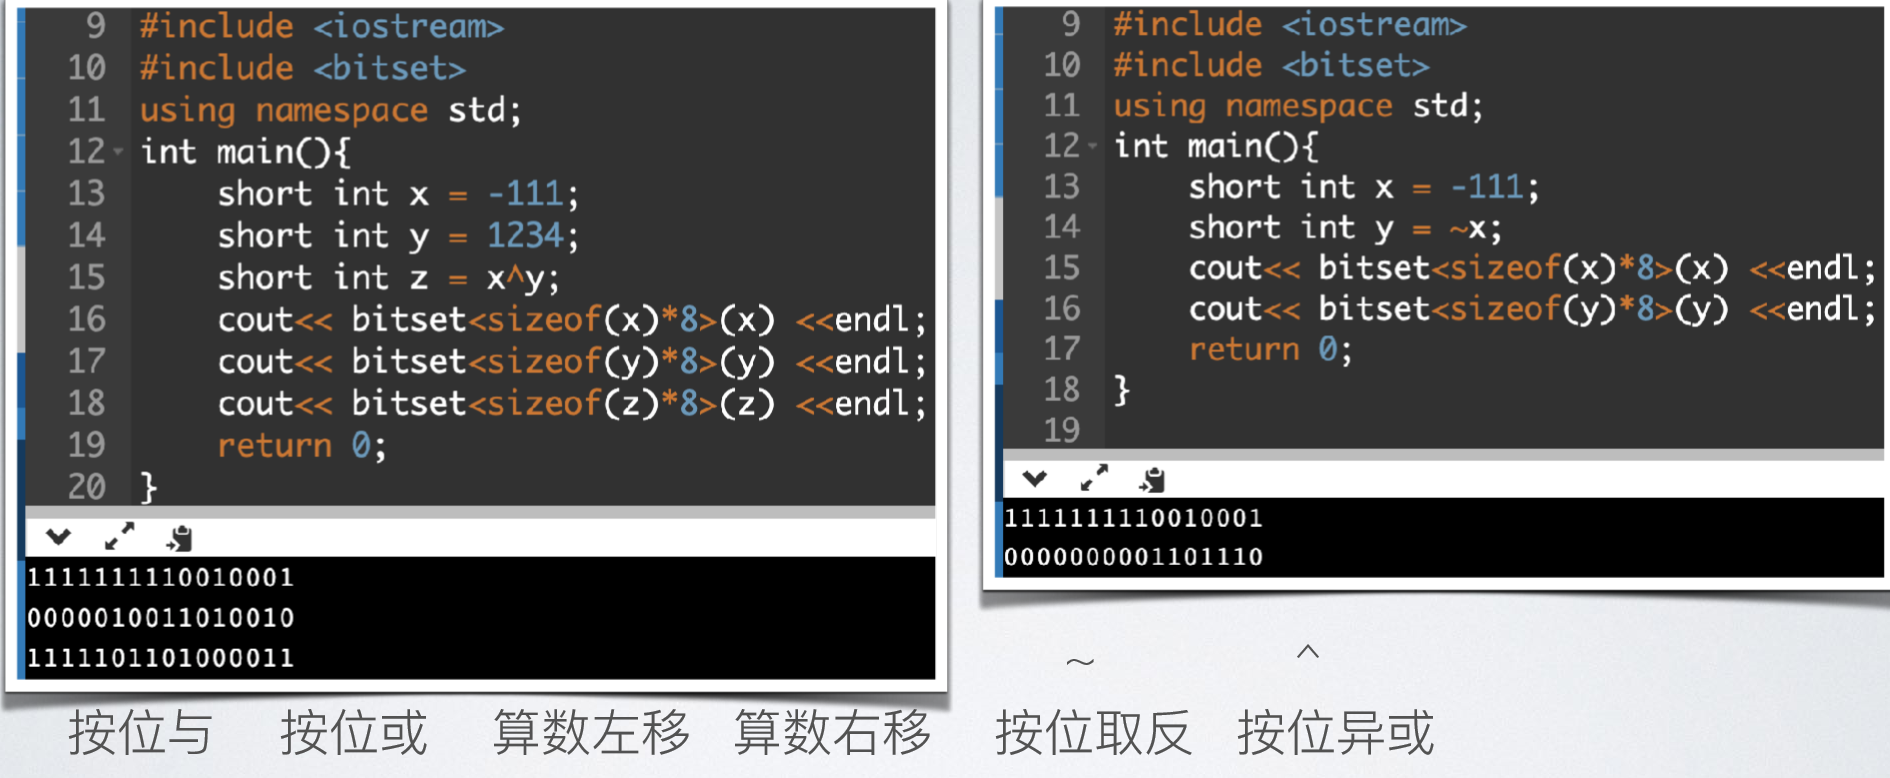 9 #include <iostream>
10 #include <bitset>
11 using namespace std;
12 int main(){
13 short int x = -111;
14 short int y = 1234;
15 short int z = x^y;
16 cout<< bitset<sizeof(x)*8>(x) <<endl;
17 cout<< bitset<sizeof(y)*8>(y) <<endl;
18 cout<< bitset<sizeof(z)*8>(z) <<endl;
19 return 0;
20 }
1111111110010001
0000010011010010
1111101101000011
9 #include <iostream>
10 #include <bitset>
11 using namespace std;
12 int main(){
13 short int x = -111;
14 short int y = ~x;
15 cout<< bitset<sizeof(x)*8>(x) <<endl;
16 cout<< bitset<sizeof(y)*8>(y) <<endl;
17 return 0;
18 }
19
1111111110010001
0000000001101110
~ ^
按位与 按位或 算数左移 算数右移 按位取反 按位异或